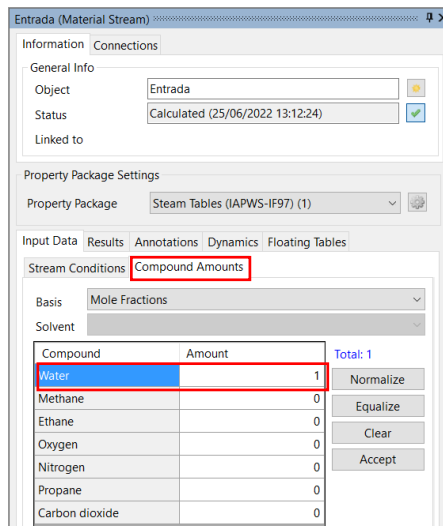 Entrada (Material Stream)
Information Connections
General Info
Object Entrada
Status Calculated (25/06/2022 13:12:24)
Linked to
Property Package Settings
Property Package Steam Tables (IAPWS-IF97) (1)
Input Data Results Annotations Dynamics Floating Tables
Stream Conditions Compound Amounts
Basis Mole Fractions
Solvent
Compound Amount Total: 1
Water 1 Normalize
Methane 0 Equalize
Ethane 0
Oxygen 0 Clear
Nitrogen 0 Accept
Propane 0
Carbon dioxide 0